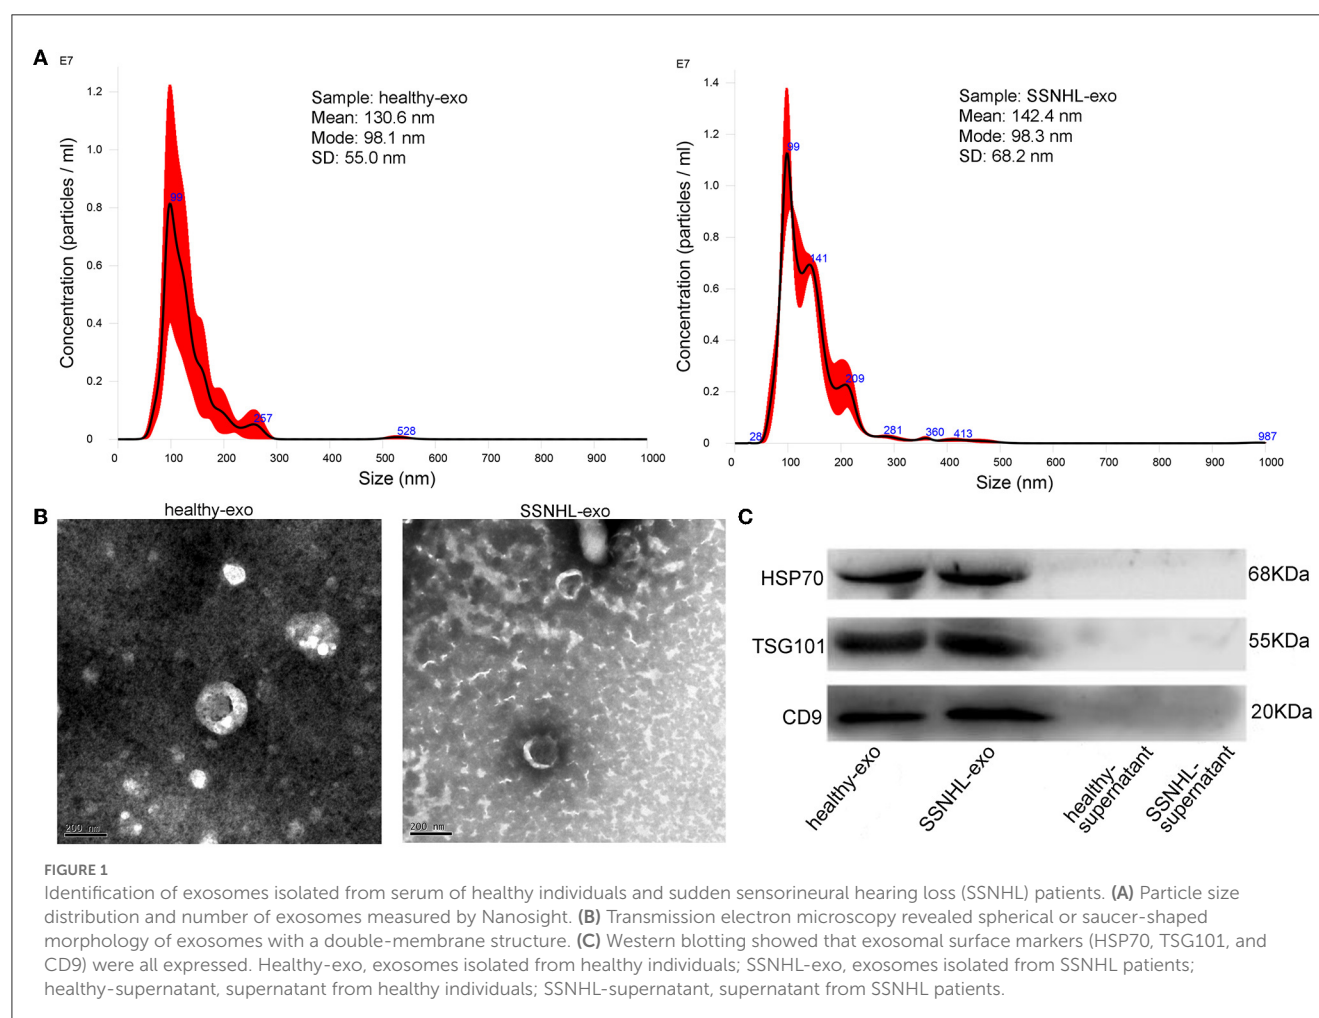 A
E7
Sample: healthy-exo
Mean: 130.6 nm
Mode: 98.1 nm
SD: 55.0 nm
Concentration (particles / ml)
1.2
1.0
0.8
0.6
0.4
0.2
0
99
257
528
0 100 200 300 400 500 600 700 800 900 1000
Size (nm)
E7
Sample: SSNHL-exo
Mean: 142.4 nm
Mode: 98.3 nm
SD: 68.2 nm
Concentration (particles / ml)
1.4
1.2
1.0
0.8
0.6
0.4
0.2
0
28
99
141
209
281
360
413
987
0 100 200 300 400 500 600 700 800 900 1000
Size (nm)
B
healthy-exo
200 nm
SSNHL-exo
200 nm
C
HSP70 68KDa
TSG101 55KDa
CD9 20KDa
healthy-exo
SSNHL-exo
healthy-
supernatant
SSNHL-
supernatant
FIGURE 1
Identification of exosomes isolated from serum of healthy individuals and sudden sensorineural hearing loss (SSNHL) patients. (A) Particle size
distribution and number of exosomes measured by Nanosight. (B) Transmission electron microscopy revealed spherical or saucer-shaped
morphology of exosomes with a double-membrane structure. (C) Western blotting showed that exosomal surface markers (HSP70, TSG101, and
CD9) were all expressed. Healthy-exo, exosomes isolated from healthy individuals; SSNHL-exo, exosomes isolated from SSNHL patients;
healthy-supernatant, supernatant from healthy individuals; SSNHL-supernatant, supernatant from SSNHL patients.